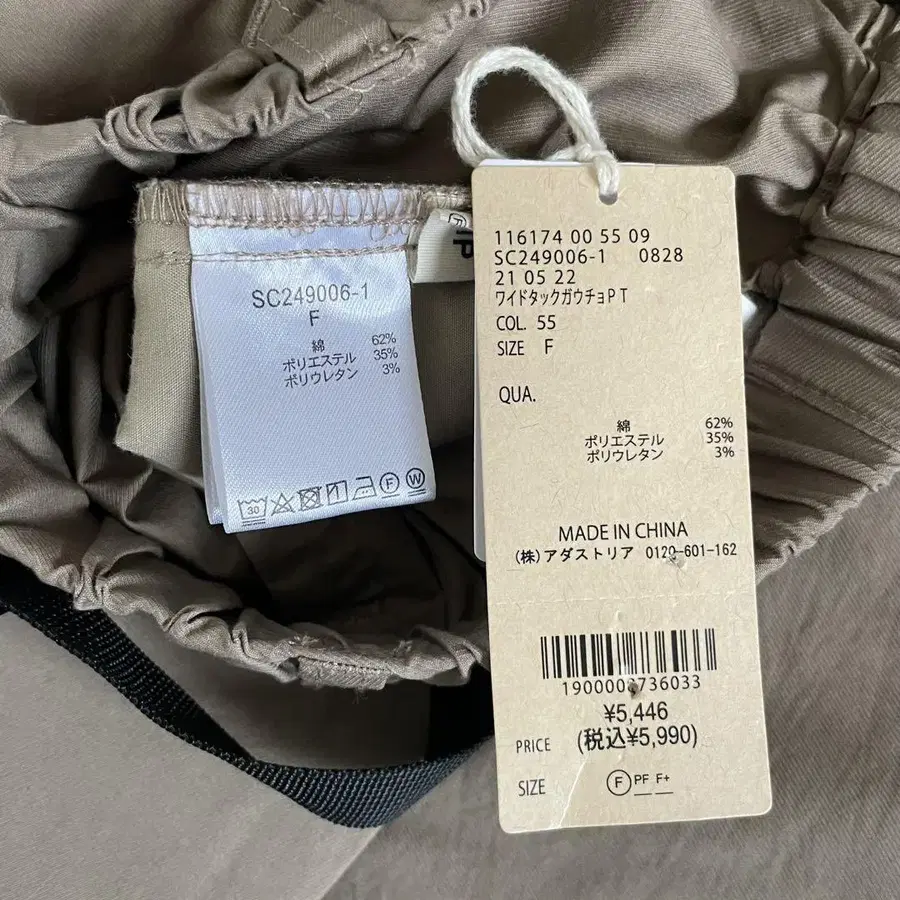 SC249006-1
F
綿 62%
ポリエステル 35%
ポリウレタン 3%
30
F
W
116174 00 55 09
SC249006-1 0828
21 05 22
ワイドタックガウチョPT
COL. 55
SIZE F
QUA.
綿 62%
ポリエステル 35%
ポリウレタン 3%
MADE IN CHINA
(株)アダストリア 0120-601-162
¥5,446
PRICE (税込¥5,990)
SIZE F PF F+